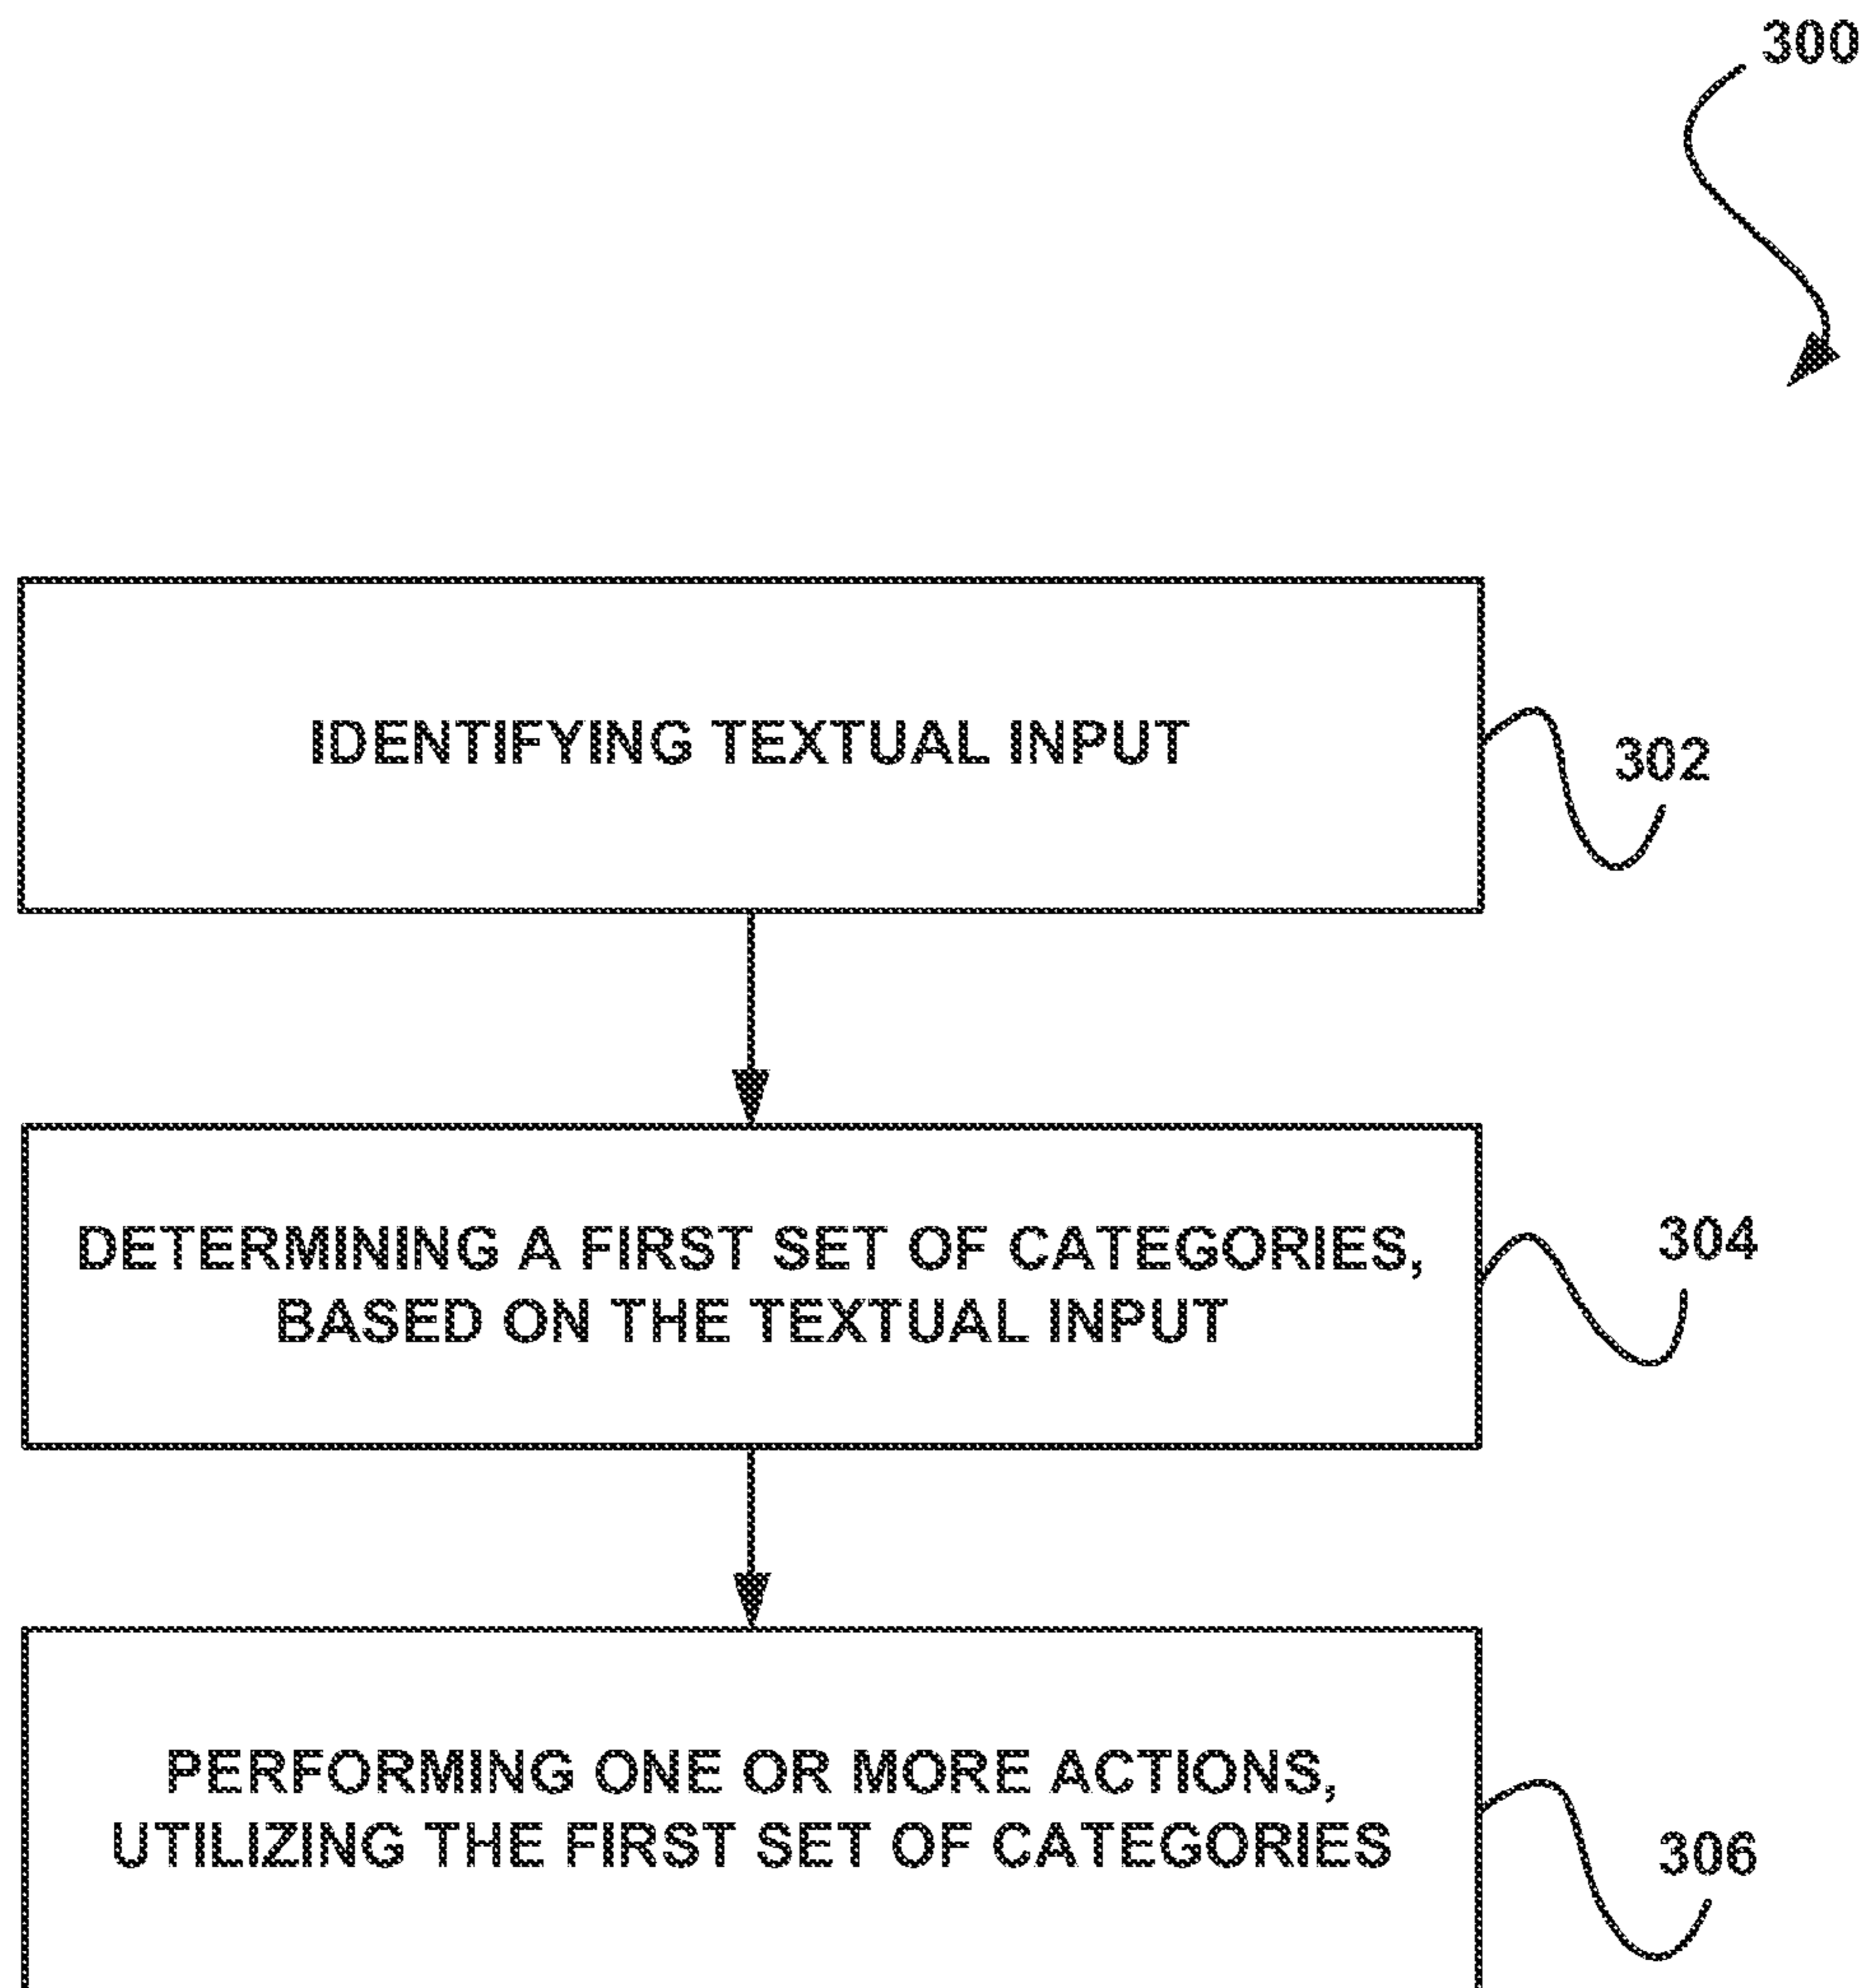 300
IDENTIFYING TEXTUAL INPUT
302
DETERMINING A FIRST SET OF CATEGORIES,
BASED ON THE TEXTUAL INPUT
304
PERFORMING ONE OR MORE ACTIONS,
UTILIZING THE FIRST SET OF CATEGORIES
306